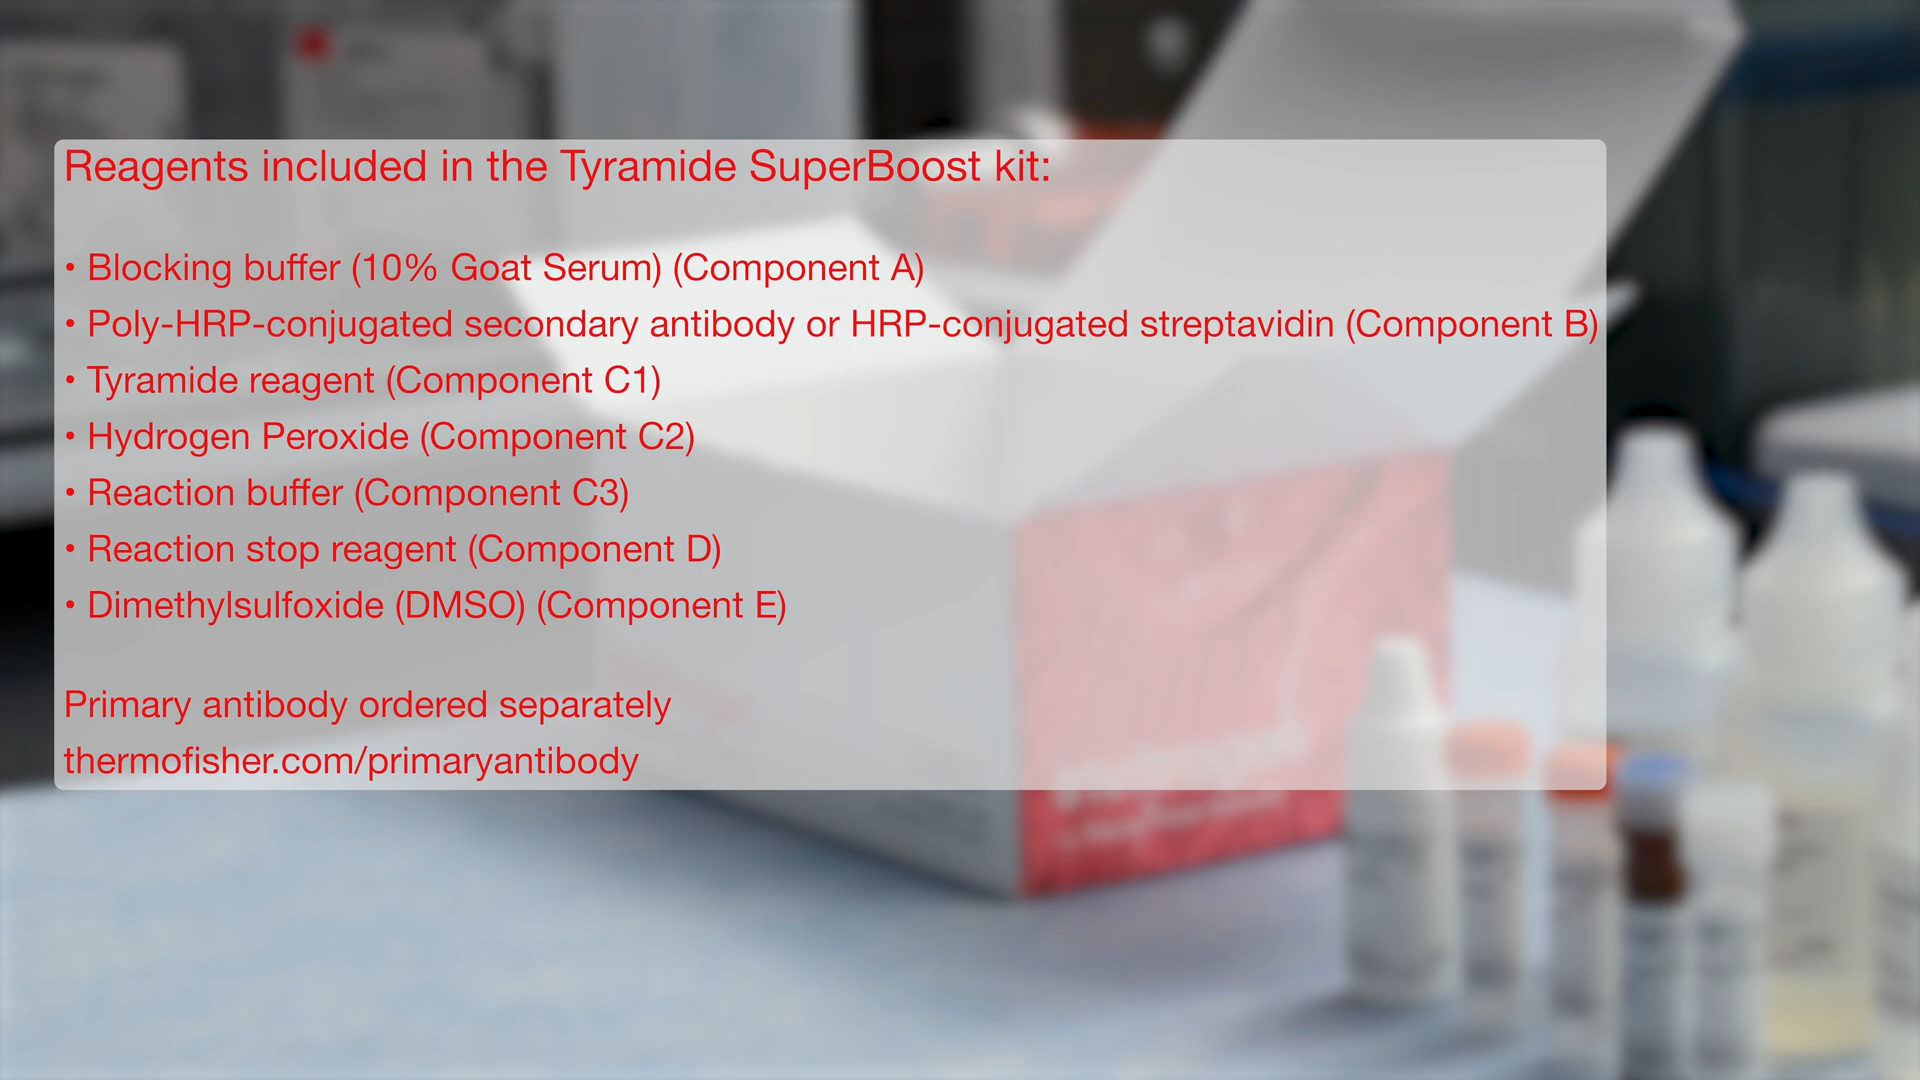 Reagents included in the Tyramide SuperBoost kit:
• Blocking buffer (10% Goat Serum) (Component A)
• Poly-HRP-conjugated secondary antibody or HRP-conjugated streptavidin (Component B)
• Tyramide reagent (Component C1)
• Hydrogen Peroxide (Component C2)
• Reaction buffer (Component C3)
• Reaction stop reagent (Component D)
• Dimethylsulfoxide (DMSO) (Component E)
Primary antibody ordered separately
thermofisher.com/primaryantibody